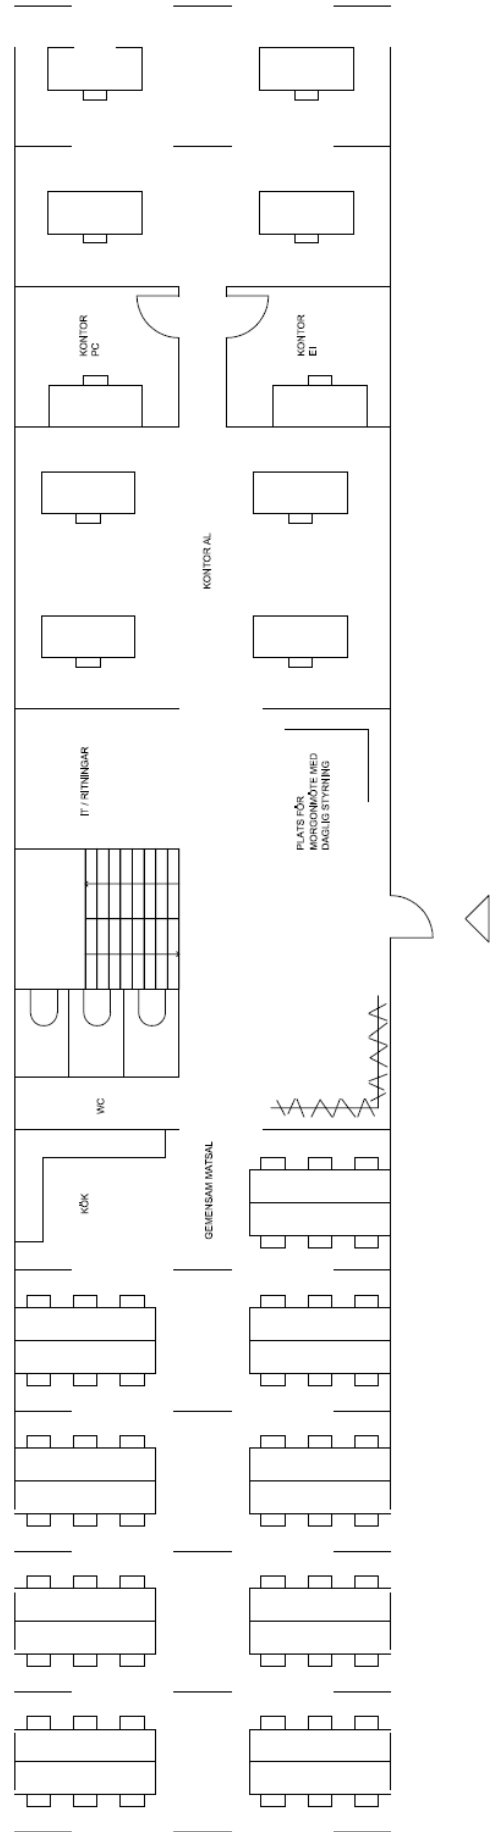 KONTOR
PC
KONTOR
EI
KONTOR AL
IT / RITNINGAR
PLATS FÖR
MORGONMÖTE MED
DAGLIG STYRNING
WC
KÖK
GEMENSAM MATSAL